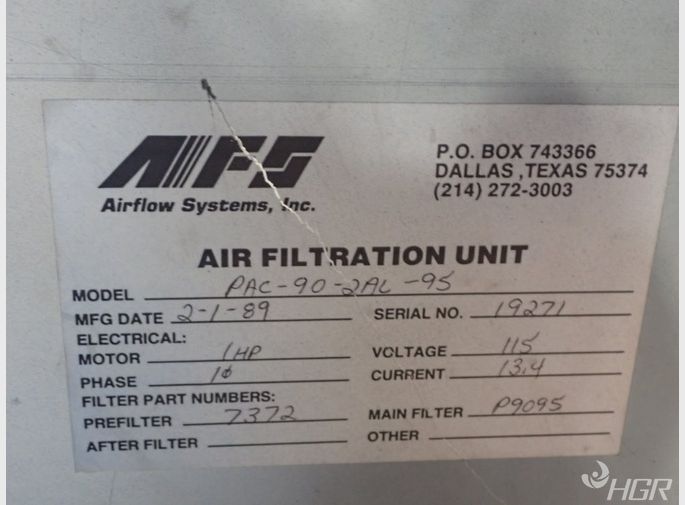 AFS
Airflow Systems, Inc.
P.O. BOX 743366
DALLAS ,TEXAS 75374
(214) 272-3003
AIR FILTRATION UNIT
MODEL PAC-90-2AL-95
MFG DATE 2-1-89 SERIAL NO. 19271
ELECTRICAL:
MOTOR 1HP VOLTAGE 115
PHASE 1ϕ CURRENT 13.4
FILTER PART NUMBERS:
PREFILTER 7372 MAIN FILTER P9095
AFTER FILTER OTHER
HGR